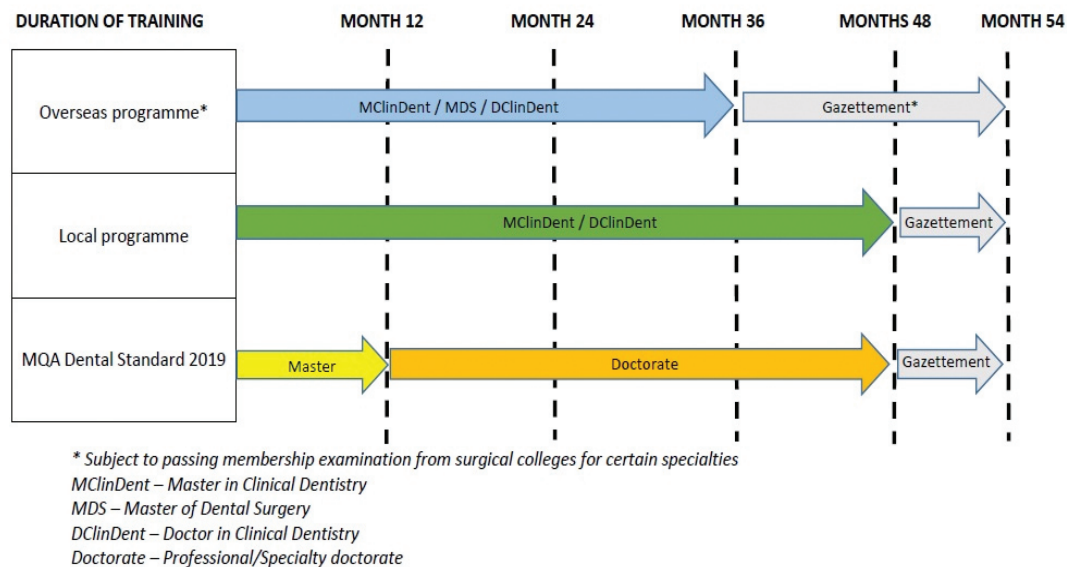 DURATION OF TRAINING MONTH 12 MONTH 24 MONTH 36 MONTHS 48 MONTH 54
Overseas programme* MClinDent / MDS / DClinDent Gazettement*
Local programme MClinDent / DClinDent Gazettement
MQA Dental Standard 2019 Master Doctorate Gazettement
* Subject to passing membership examination from surgical colleges for certain specialties
MClinDent – Master in Clinical Dentistry
MDS – Master of Dental Surgery
DClinDent – Doctor in Clinical Dentistry
Doctorate – Professional/Specialty doctorate